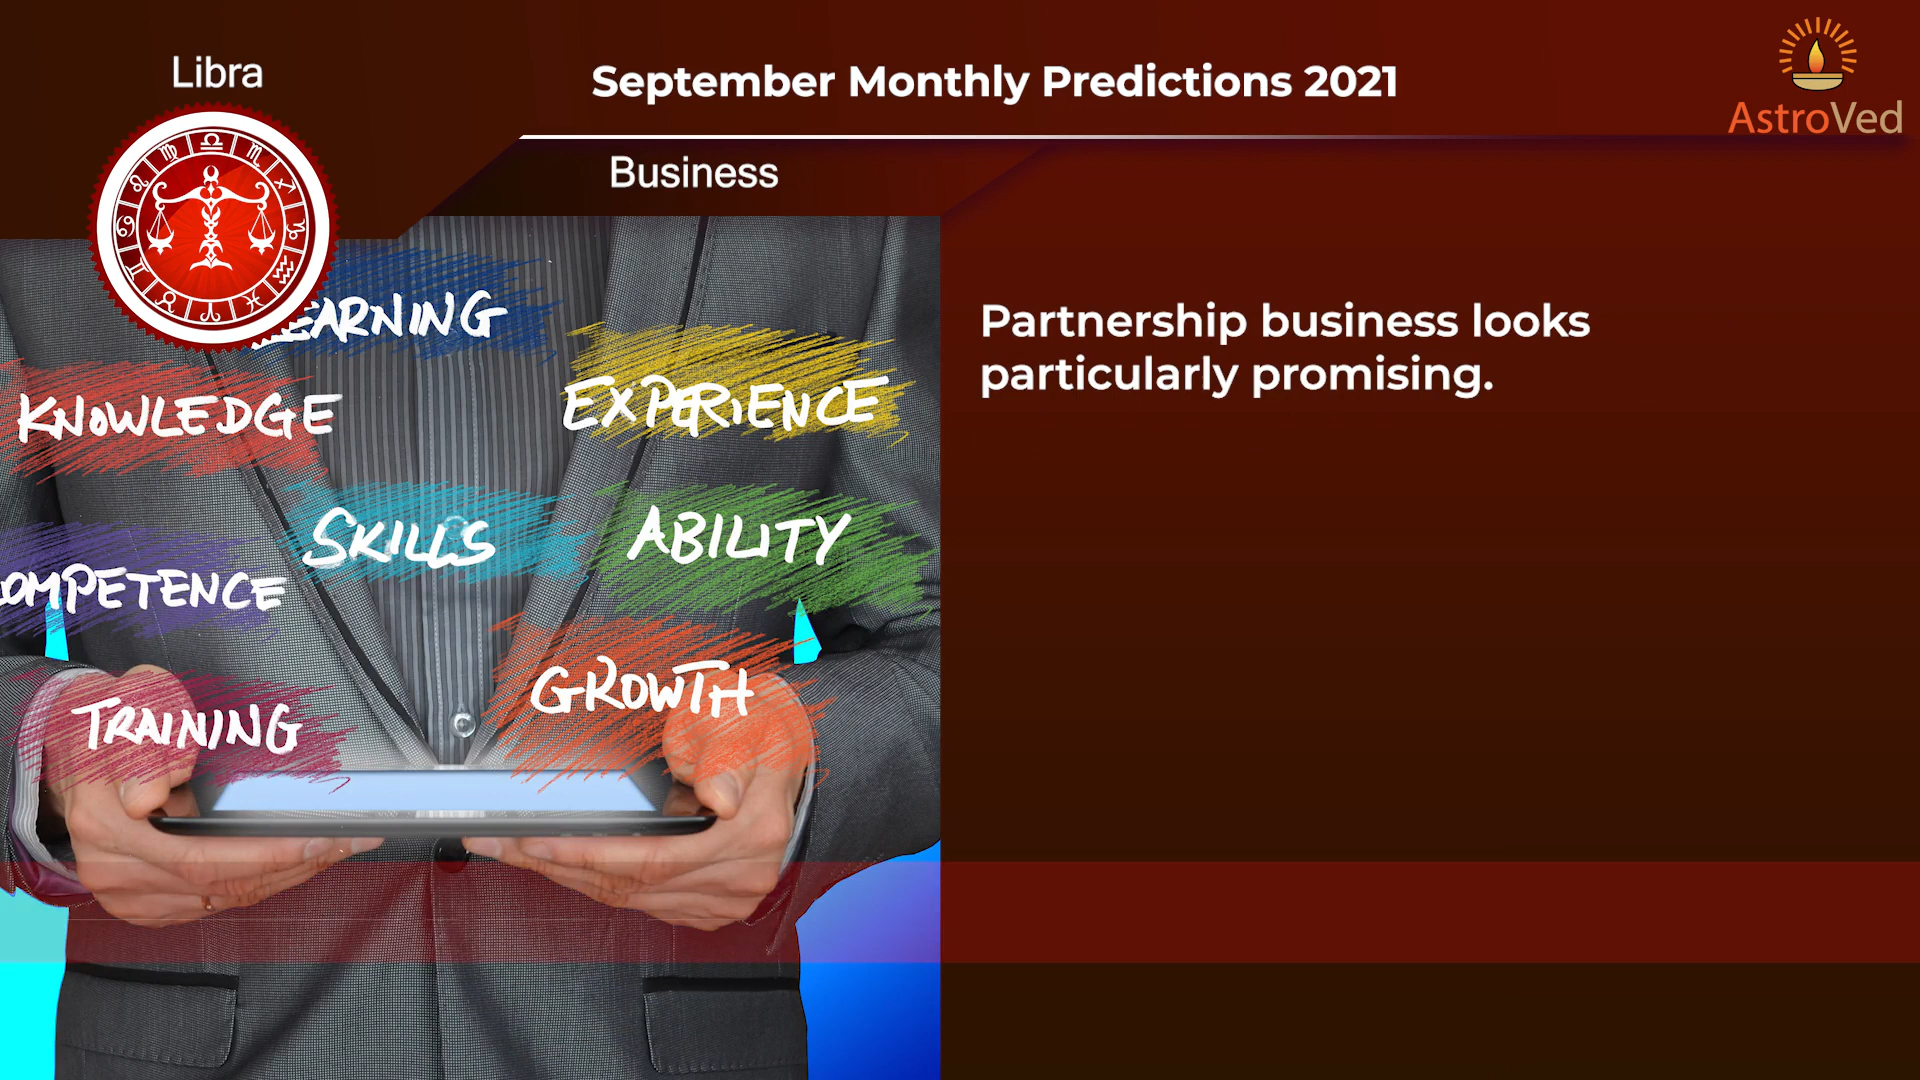 Libra
September Monthly Predictions 2021
AstroVed
Business
LEARNING
KNOWLEDGE
EXPERIENCE
SKILLS
ABILITY
OMPETENCE
GROWTH
TRAINING
Partnership business looks
particularly promising.